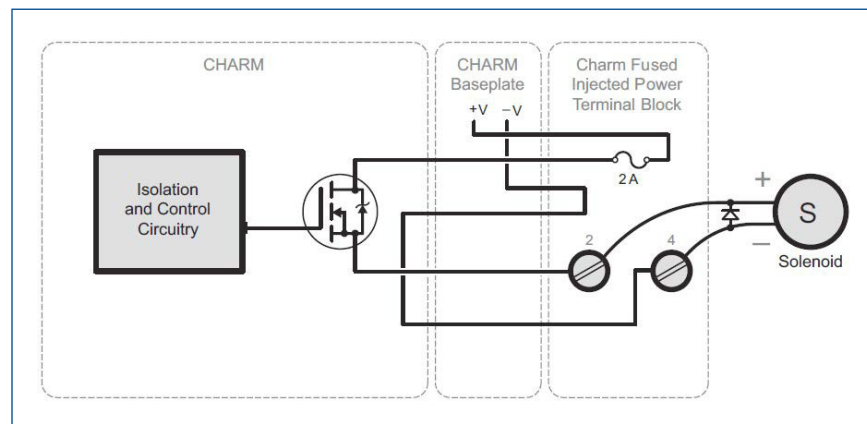 CHARM
CHARM
Baseplate
Charm Fused
Injected Power
Terminal Block
+V –V
2 A
Isolation
and Control
Circuitry
2
4
+
S
–
Solenoid